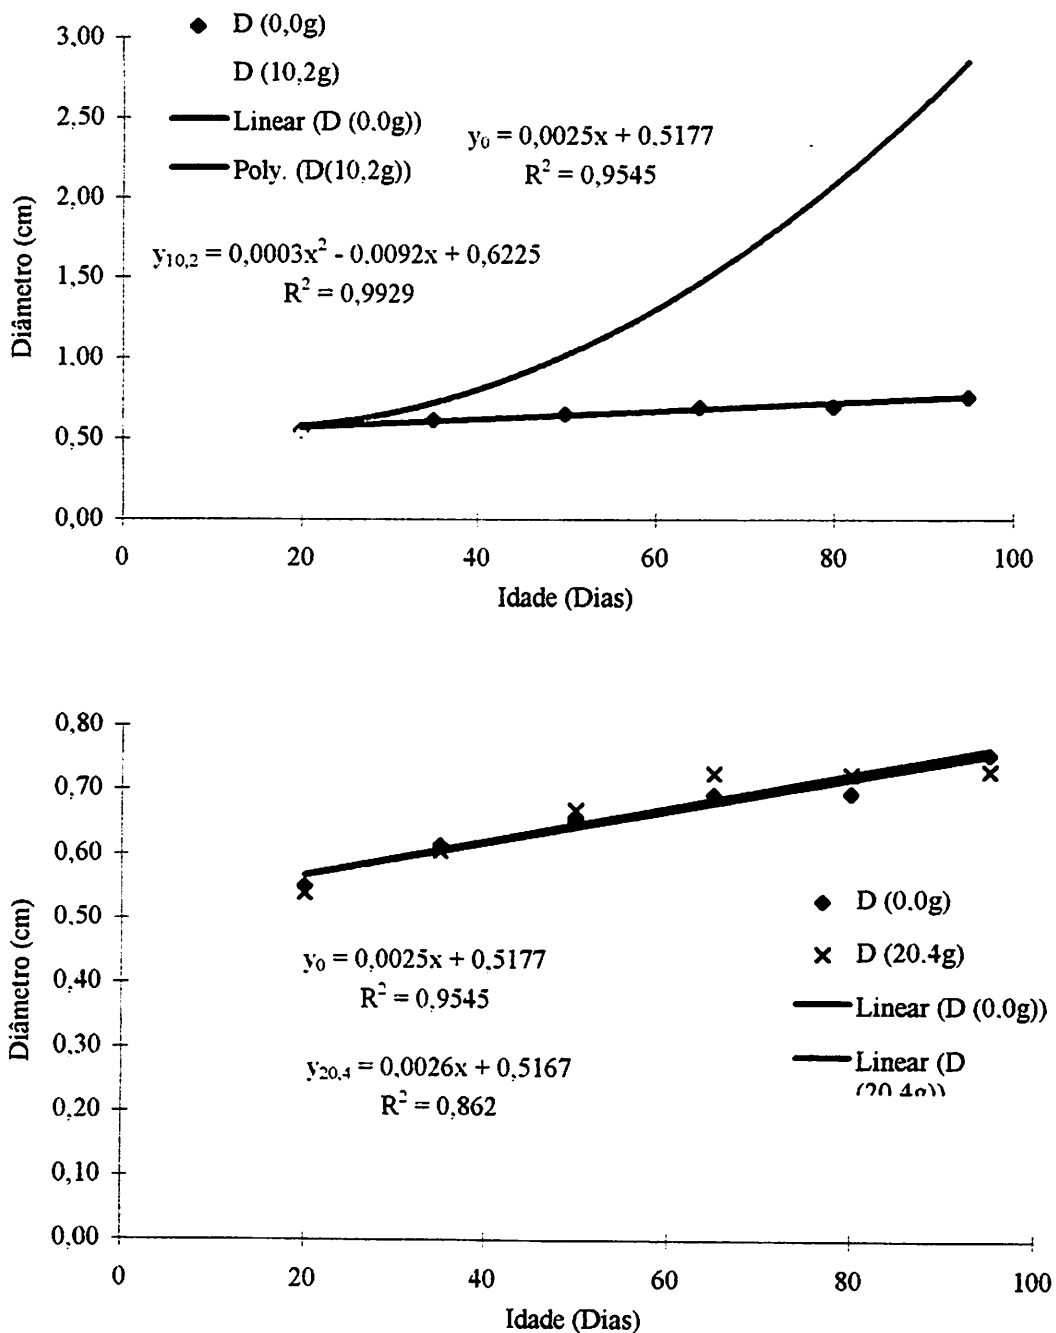 D (0,0g)
D (10,2g)
Linear (D (0.0g))
Poly. (D(10,2g))
y₀ = 0,0025x + 0.5177
R² = 0,9545
y₁₀,₂ = 0,0003x² - 0,0092x + 0,6225
R² = 0,9929
3,00
2,50
2,00
1,50
1,00
0,50
0,00
Diâmetro (cm)
0 20 40 60 80 100
Idade (Dias)
0,80
0,70
0,60
0,50
0,40
0,30
0,20
0,10
0,00
Diâmetro (cm)
D (0.0g)
D (20.4g)
Linear (D (0.0g))
Linear (D
(20.4g))
y₀ = 0,0025x + 0,5177
R² = 0,9545
y₂₀,₄ = 0,0026x + 0,5167
R² = 0,862
0 20 40 60 80 100
Idade (Dias)